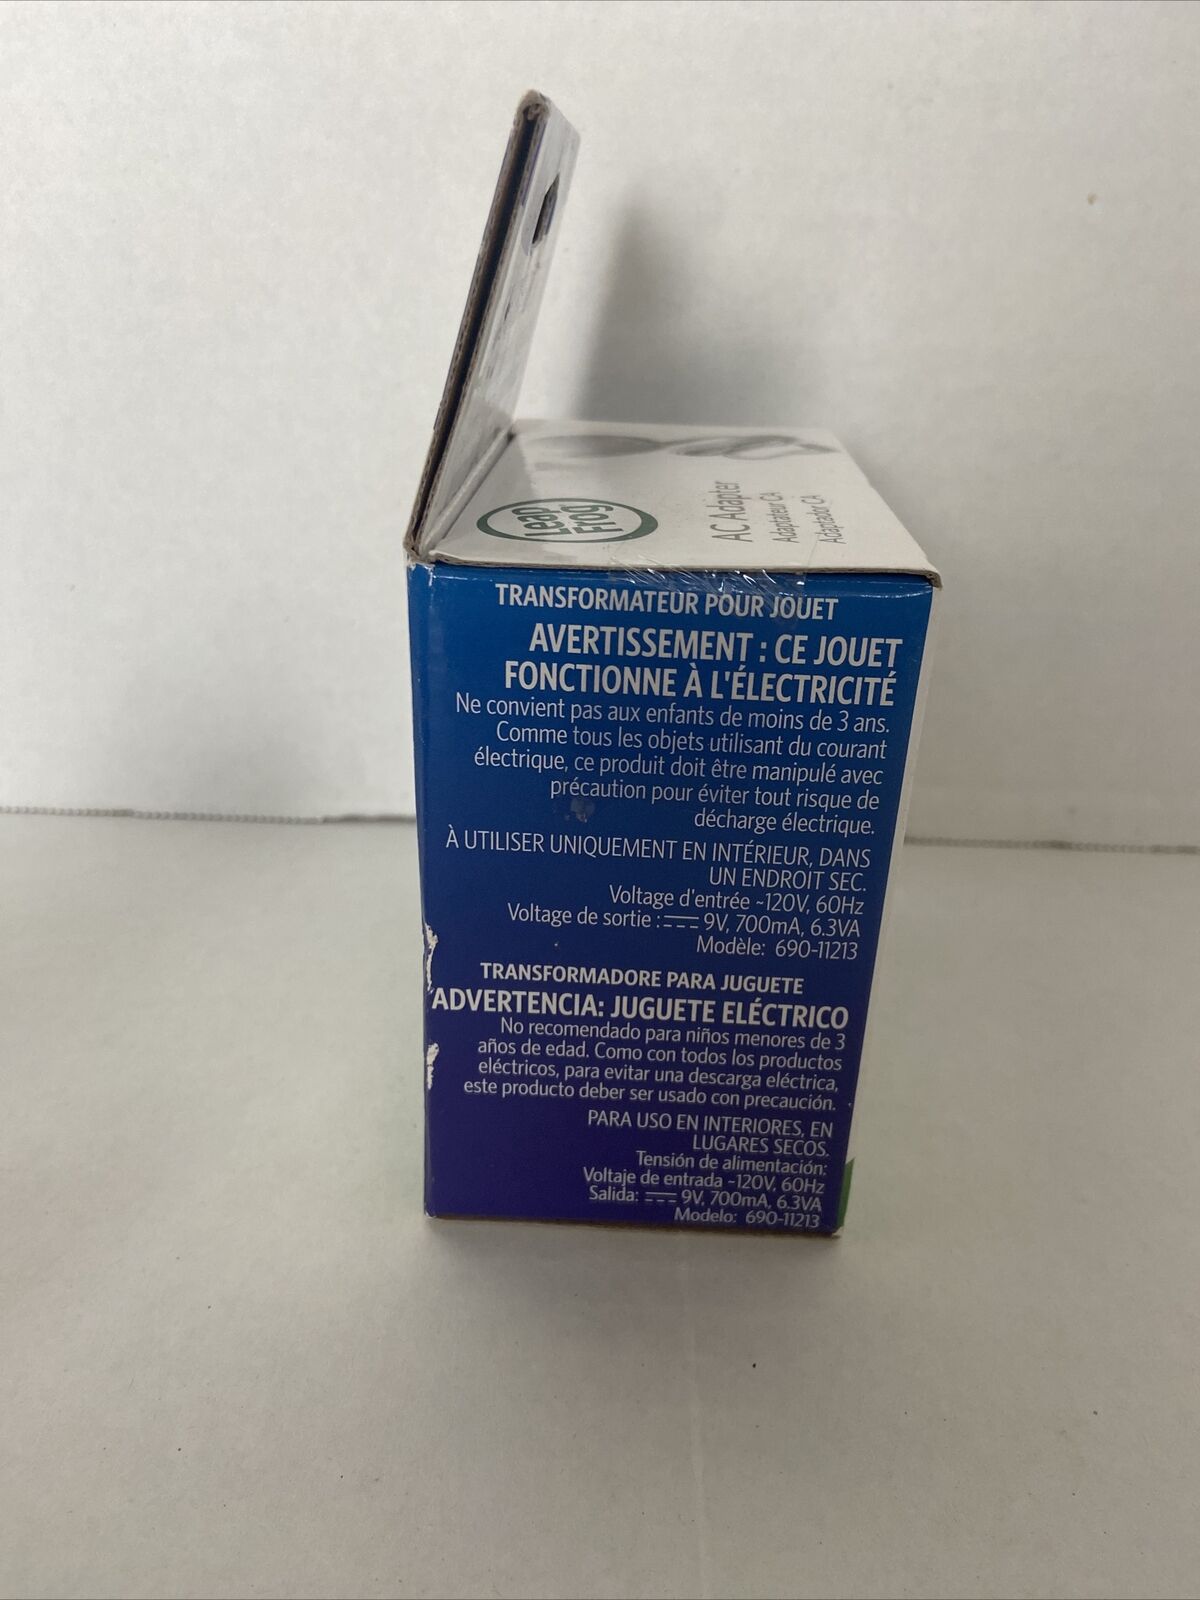 Leap
Frog
AC Adapter
Adaptateur CA
Adaptador CA
TRANSFORMATEUR POUR JOUET
AVERTISSEMENT : CE JOUET
FONCTIONNE À L'ÉLECTRICITÉ
Ne convient pas aux enfants de moins de 3 ans.
Comme tous les objets utilisant du courant
électrique, ce produit doit être manipulé avec
précaution pour éviter tout risque de
décharge électrique.
À UTILISER UNIQUEMENT EN INTÉRIEUR, DANS
UN ENDROIT SEC.
Voltage d'entrée ~120V, 60Hz
Voltage de sortie : ⎓ 9V, 700mA, 6.3VA
Modèle: 690-11213
TRANSFORMADORE PARA JUGUETE
ADVERTENCIA: JUGUETE ELÉCTRICO
No recomendado para niños menores de 3
años de edad. Como con todos los productos
eléctricos, para evitar una descarga eléctrica,
este producto deber ser usado con precaución.
PARA USO EN INTERIORES, EN
LUGARES SECOS.
Tensión de alimentación:
Voltaje de entrada ~120V, 60Hz
Salida: ⎓ 9V, 700mA, 6.3VA
Modelo: 690-11213